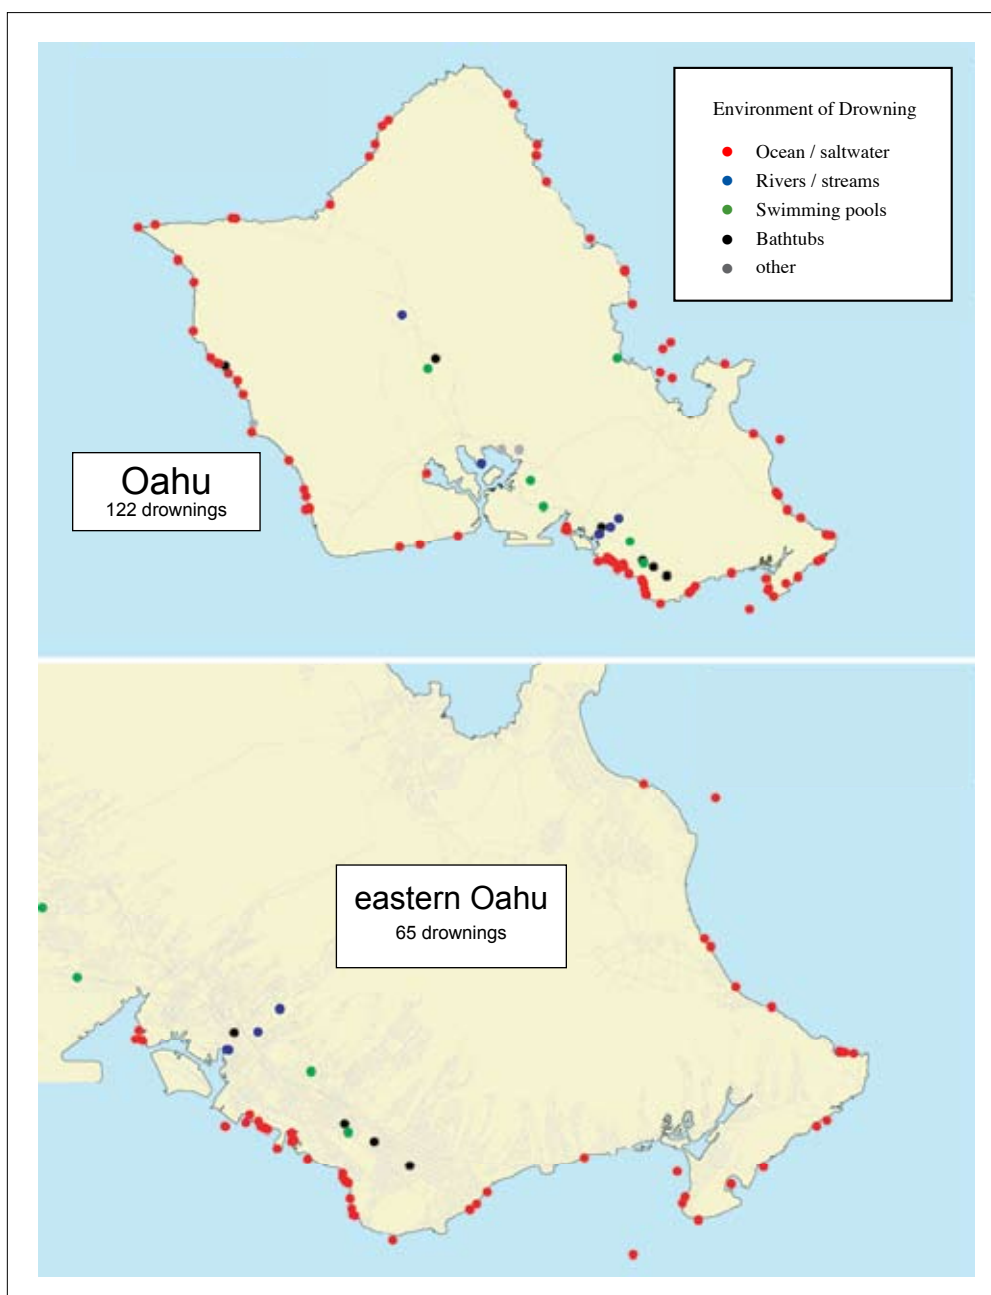 Environment of Drowning
Ocean / saltwater
Rivers / streams
Swimming pools
Bathtubs
other
Oahu
122 drownings
eastern Oahu
65 drownings